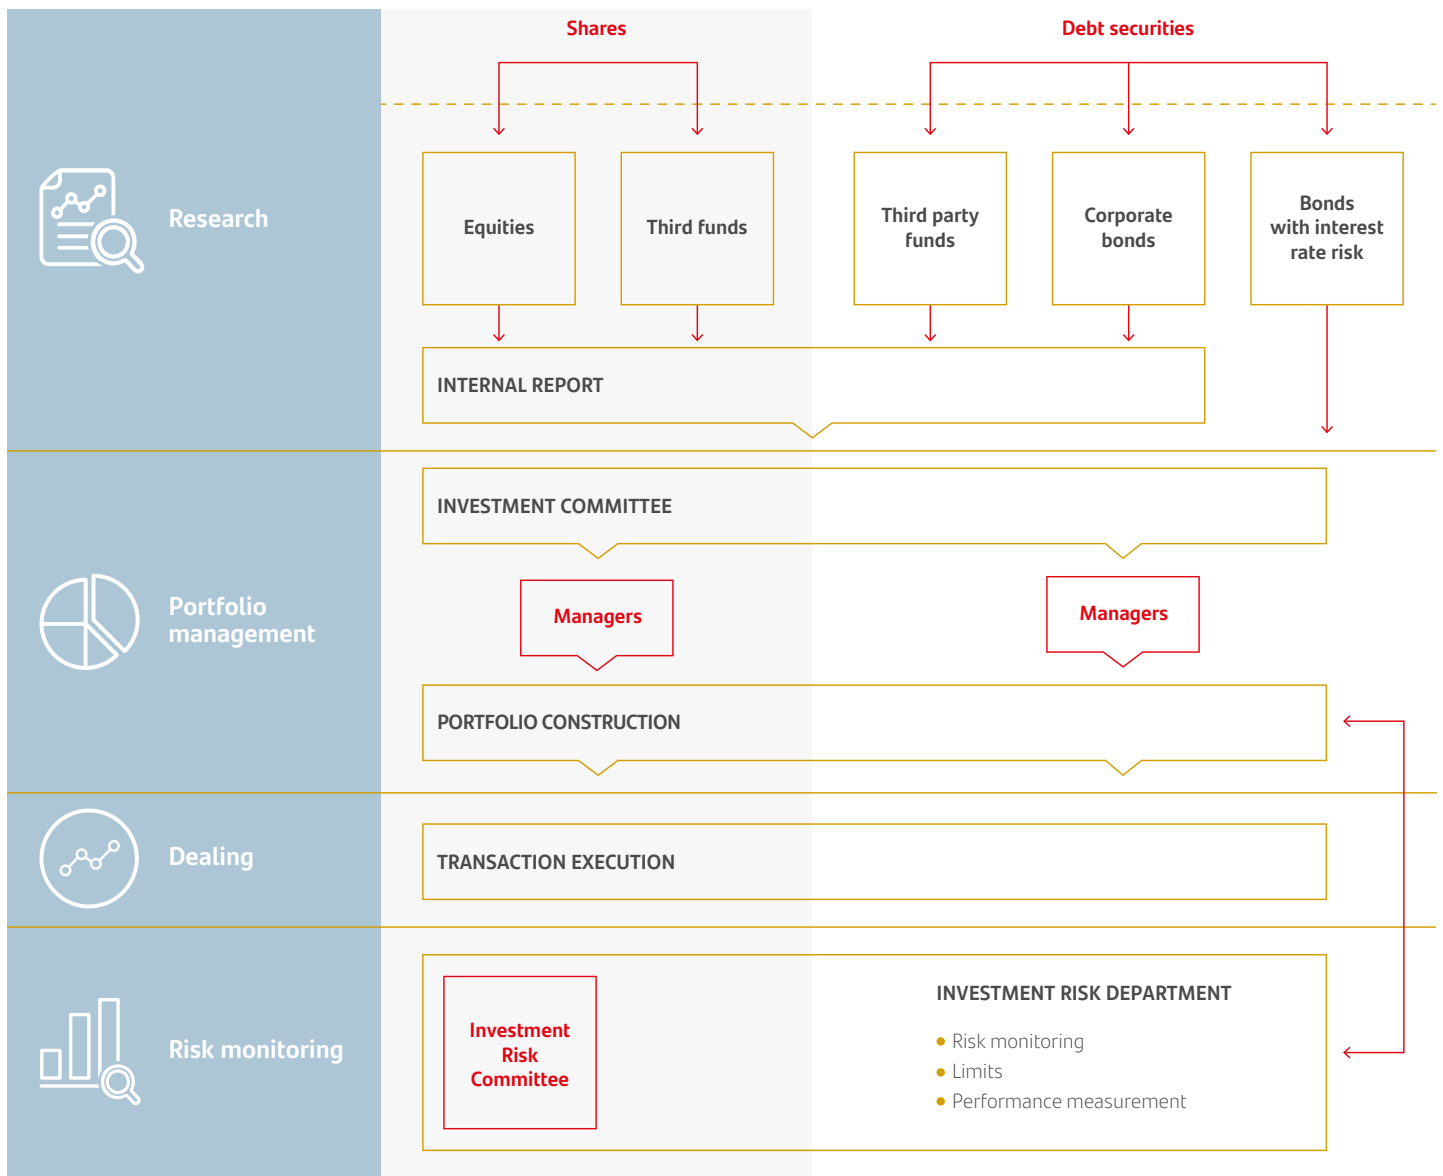 Shares
Debt securities
Research
Equities
Third funds
Third party
funds
Corporate
bonds
Bonds
with interest
rate risk
INTERNAL REPORT
Portfolio
management
INVESTMENT COMMITTEE
Managers
Managers
PORTFOLIO CONSTRUCTION
Dealing
TRANSACTION EXECUTION
Risk monitoring
Investment
Risk
Committee
INVESTMENT RISK DEPARTMENT
Risk monitoring
Limits
Performance measurement